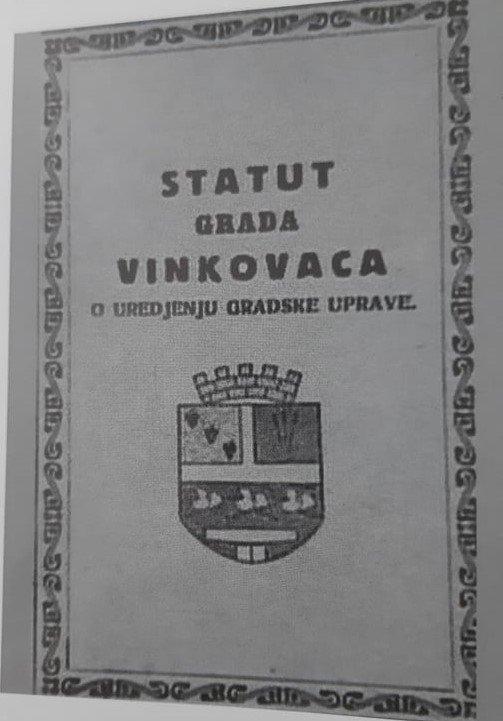 STATUT
GRADA
VINKOVACA
O UREDJENJU GRADSKE UPRAVE.